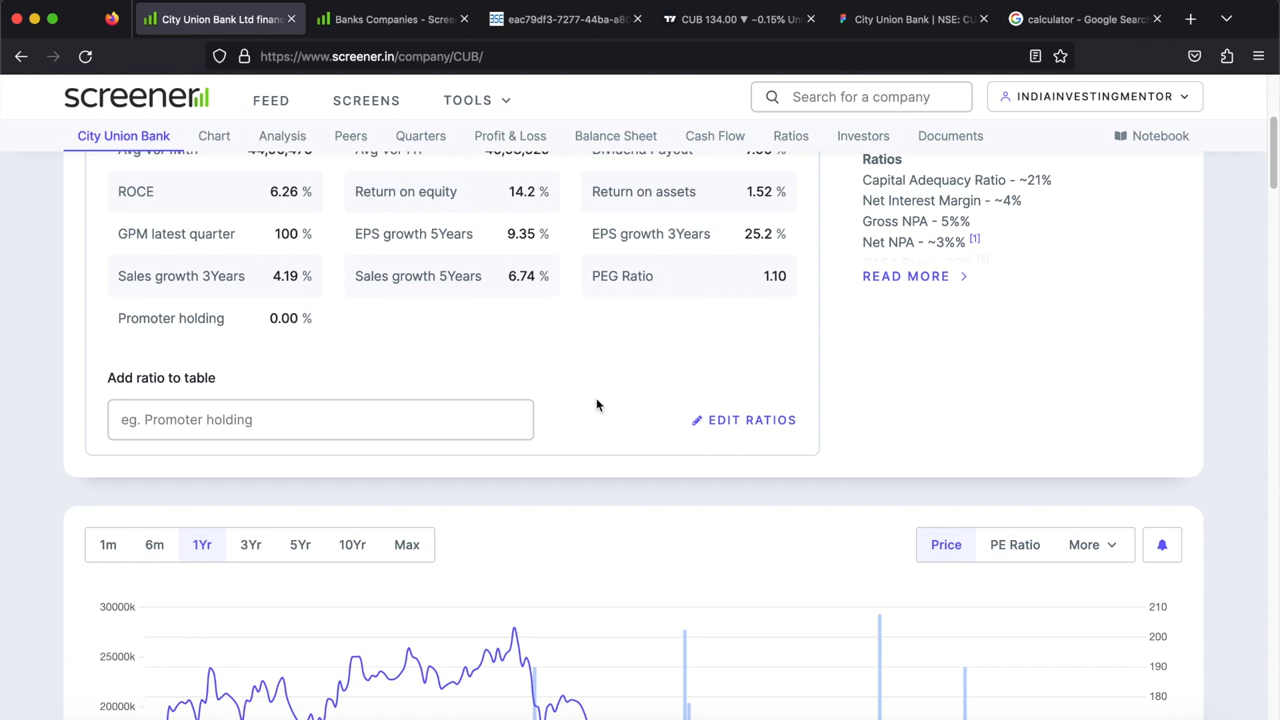 City Union Bank Ltd financ
Banks Companies - Scree
eac79df3-7277-44ba-a80
CUB 134.00 ▼ −0.15% Un
City Union Bank | NSE: CU
calculator - Google Search
https://www.screener.in/company/CUB/
screener
FEED
SCREENS
TOOLS
Search for a company
INDIAINVESTINGMENTOR
City Union Bank
Chart
Analysis
Peers
Quarters
Profit & Loss
Balance Sheet
Cash Flow
Ratios
Investors
Documents
Notebook
Dividend Payout
ROCE 6.26 %
Return on equity 14.2 %
Return on assets 1.52 %
GPM latest quarter 100 %
EPS growth 5Years 9.35 %
EPS growth 3Years 25.2 %
Sales growth 3Years 4.19 %
Sales growth 5Years 6.74 %
PEG Ratio 1.10
Promoter holding 0.00 %
Add ratio to table
eg. Promoter holding
EDIT RATIOS
Ratios
Capital Adequacy Ratio - ~21%
Net Interest Margin - ~4%
Gross NPA - 5%%
Net NPA - ~3%% [1]
READ MORE
1m
6m
1Yr
3Yr
5Yr
10Yr
Max
Price
PE Ratio
More
30000k
25000k
20000k
210
200
190
180